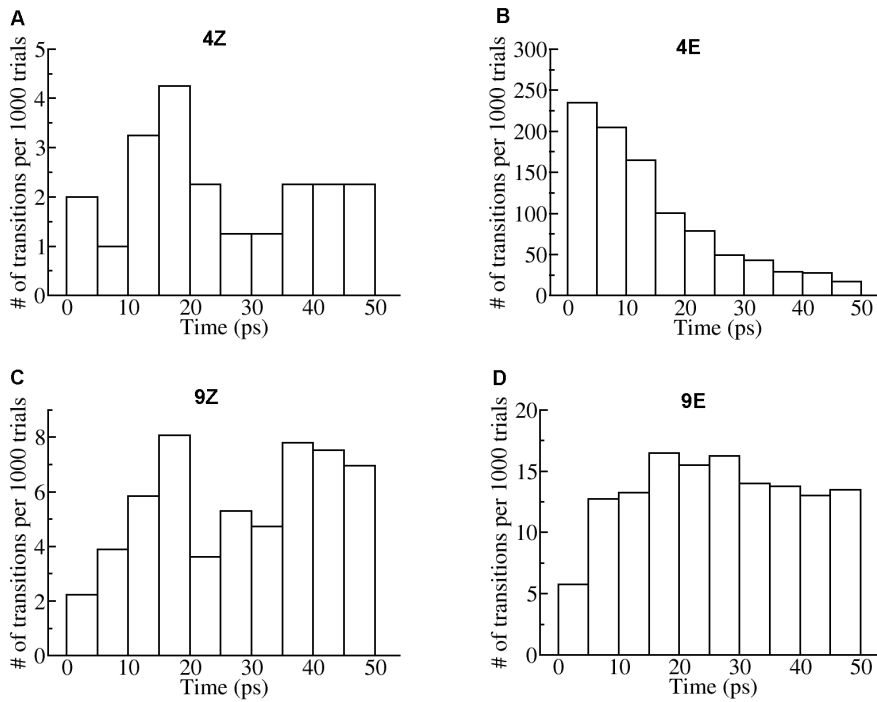 A
4Z
# of transitions per 1000 trials
5
4
3
2
1
0
0 10 20 30 40 50
Time (ps)
B
4E
# of transitions per 1000 trials
300
250
200
150
100
50
0
0 10 20 30 40 50
Time (ps)
C
9Z
# of transitions per 1000 trials
8
6
4
2
0
0 10 20 30 40 50
Time (ps)
D
9E
# of transitions per 1000 trials
20
15
10
5
0
0 10 20 30 40 50
Time (ps)